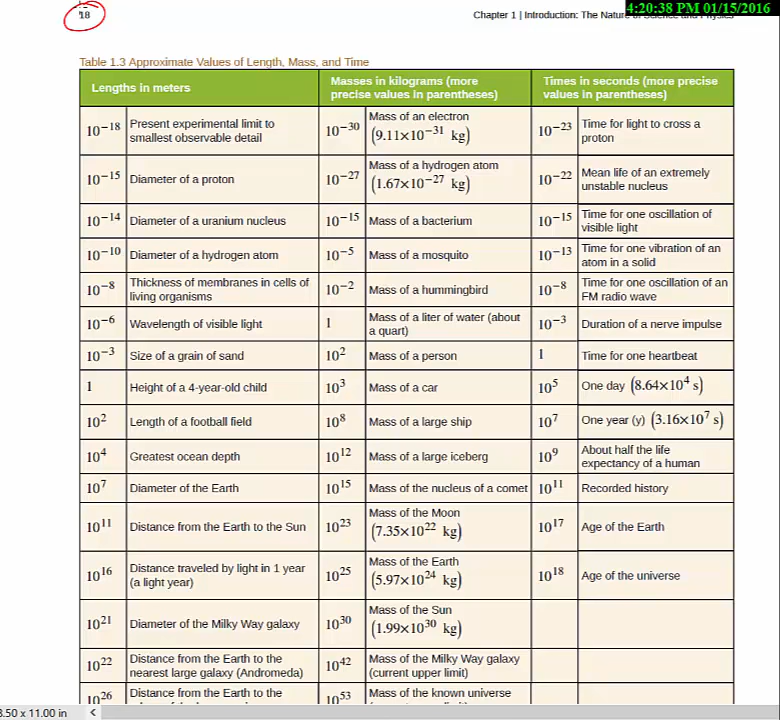 4:20:38 PM 01/15/2016
18
Chapter 1 | Introduction: The Nature of Science and Physics
Table 1.3 Approximate Values of Length, Mass, and Time
Lengths in meters
Masses in kilograms (more
precise values in parentheses)
Times in seconds (more precise
values in parentheses)
10⁻¹⁸ Present experimental limit to
smallest observable detail
10⁻³⁰ Mass of an electron
(9.11×10⁻³¹ kg)
10⁻²³ Time for light to cross a
proton
10⁻¹⁵ Diameter of a proton
10⁻²⁷ Mass of a hydrogen atom
(1.67×10⁻²⁷ kg)
10⁻²² Mean life of an extremely
unstable nucleus
10⁻¹⁴ Diameter of a uranium nucleus
10⁻¹⁵ Mass of a bacterium
10⁻¹⁵ Time for one oscillation of
visible light
10⁻¹⁰ Diameter of a hydrogen atom
10⁻⁵ Mass of a mosquito
10⁻¹³ Time for one vibration of an
atom in a solid
10⁻⁸ Thickness of membranes in cells of
living organisms
10⁻² Mass of a hummingbird
10⁻⁸ Time for one oscillation of an
FM radio wave
10⁻⁶ Wavelength of visible light
1 Mass of a liter of water (about
a quart)
10⁻³ Duration of a nerve impulse
10⁻³ Size of a grain of sand
10² Mass of a person
1 Time for one heartbeat
1 Height of a 4-year-old child
10³ Mass of a car
10⁵ One day (8.64×10⁴ s)
10² Length of a football field
10⁸ Mass of a large ship
10⁷ One year (y) (3.16×10⁷ s)
10⁴ Greatest ocean depth
10¹² Mass of a large iceberg
10⁹ About half the life
expectancy of a human
10⁷ Diameter of the Earth
10¹⁵ Mass of the nucleus of a comet
10¹¹ Recorded history
10¹¹ Distance from the Earth to the Sun
10²³ Mass of the Moon
(7.35×10²² kg)
10¹⁷ Age of the Earth
10¹⁶ Distance traveled by light in 1 year
(a light year)
10²⁵ Mass of the Earth
(5.97×10²⁴ kg)
10¹⁸ Age of the universe
10²¹ Diameter of the Milky Way galaxy
10³⁰ Mass of the Sun
(1.99×10³⁰ kg)
10²² Distance from the Earth to the
nearest large galaxy (Andromeda)
10⁴² Mass of the Milky Way galaxy
(current upper limit)
10²⁶ Distance from the Earth to the
10⁵³ Mass of the known universe
8.50 x 11.00 in